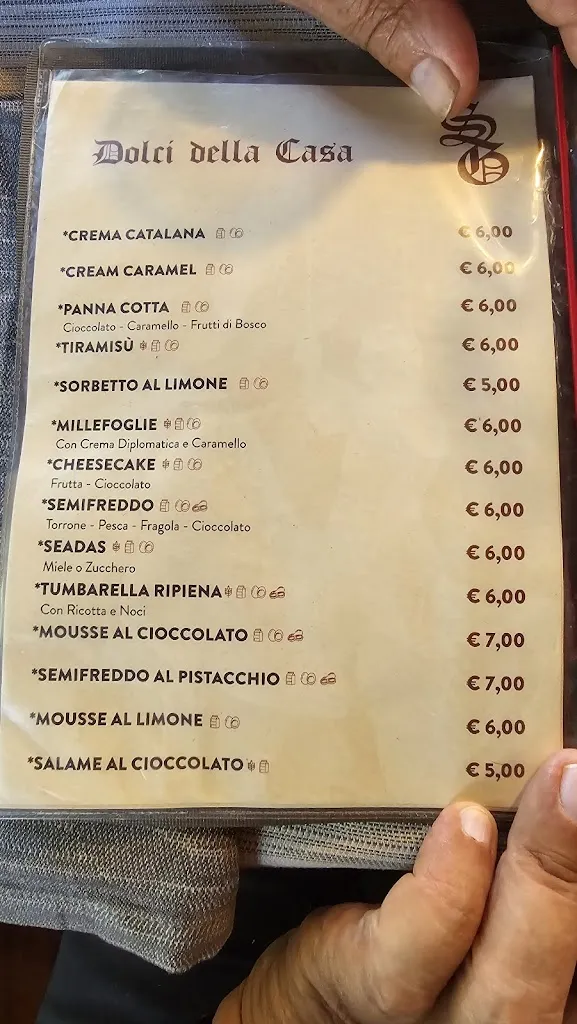 Dolci della Casa
*CREMA CATALANA € 6,00
*CREAM CARAMEL € 6,00
*PANNA COTTA € 6,00
Cioccolato - Caramello - Frutti di Bosco
*TIRAMISÙ € 6,00
*SORBETTO AL LIMONE € 5,00
*MILLEFOGLIE € 6,00
Con Crema Diplomatica e Caramello
*CHEESECAKE € 6,00
Frutta - Cioccolato
*SEMIFREDDO € 6,00
Torrone - Pesca - Fragola - Cioccolato
*SEADAS € 6,00
Miele o Zucchero
*TUMBARELLA RIPIENA € 6,00
Con Ricotta e Noci
*MOUSSE AL CIOCCOLATO € 7,00
*SEMIFREDDO AL PISTACCHIO € 7,00
*MOUSSE AL LIMONE € 6,00
*SALAME AL CIOCCOLATO € 5,00